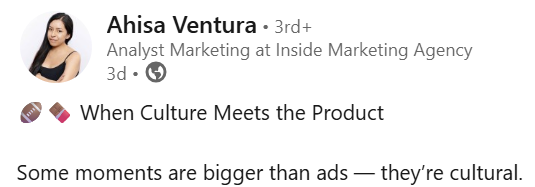 Ahisa Ventura • 3rd+
Analyst Marketing at Inside Marketing Agency
3d •
🏈🍫 When Culture Meets the Product
Some moments are bigger than ads — they’re cultural.